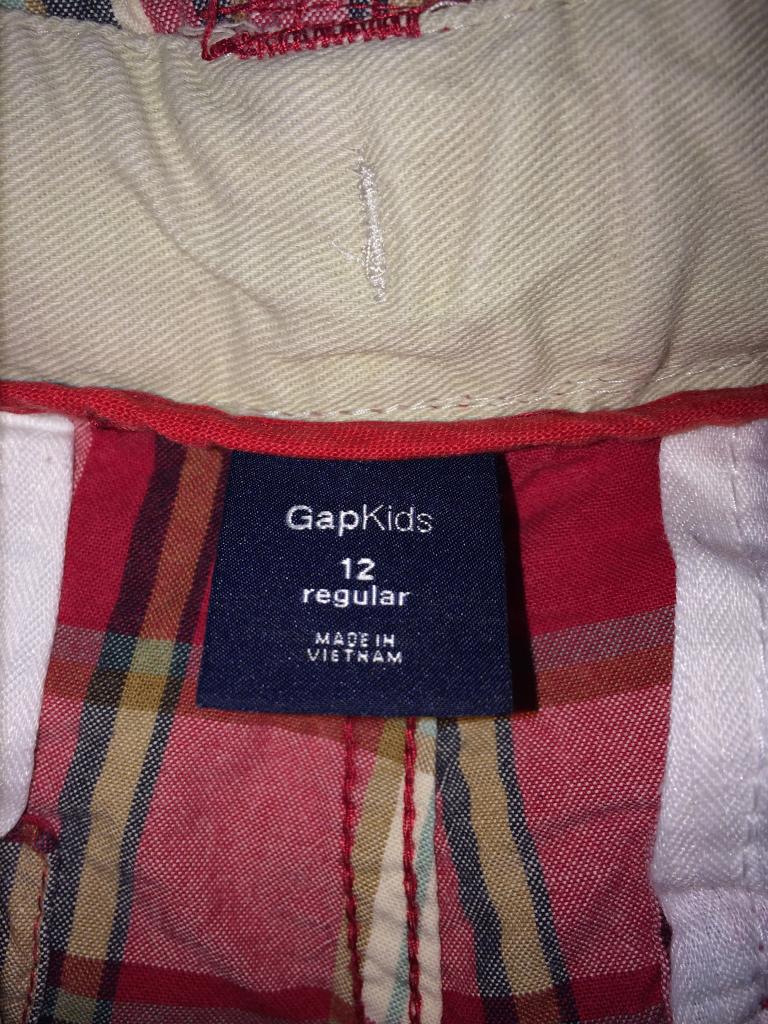 GapKids
12
regular
MADE IN
VIETNAM